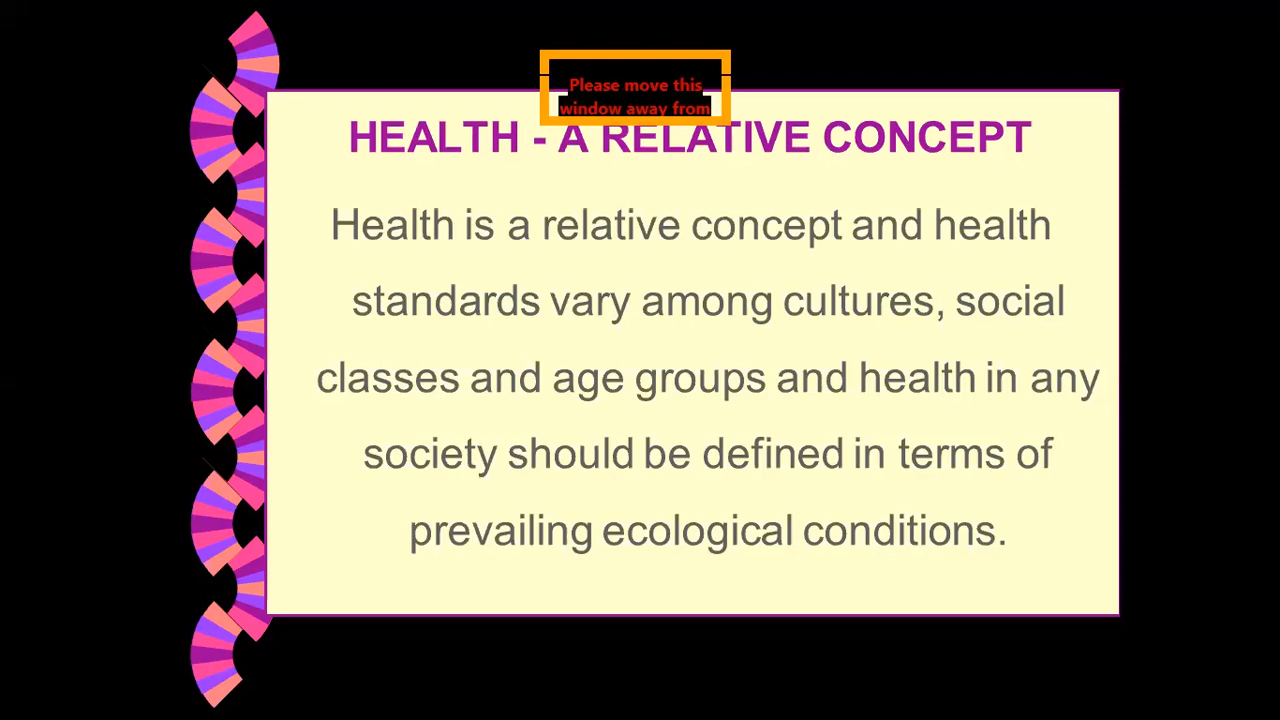 Please move this
window away from
HEALTH - A RELATIVE CONCEPT
Health is a relative concept and health
standards vary among cultures, social
classes and age groups and health in any
society should be defined in terms of
prevailing ecological conditions.